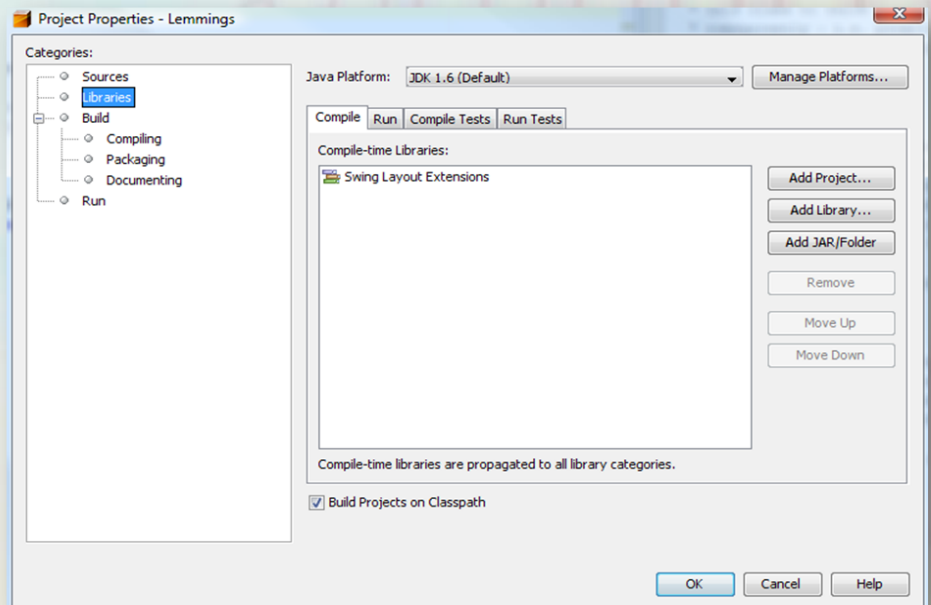 Project Properties - Lemmings
Categories:
Sources
Libraries
Build
Compiling
Packaging
Documenting
Run
Java Platform: JDK 1.6 (Default) Manage Platforms...
Compile Run Compile Tests Run Tests
Compile-time Libraries:
Swing Layout Extensions
Add Project...
Add Library...
Add JAR/Folder
Remove
Move Up
Move Down
Compile-time libraries are propagated to all library categories.
Build Projects on Classpath
OK Cancel Help